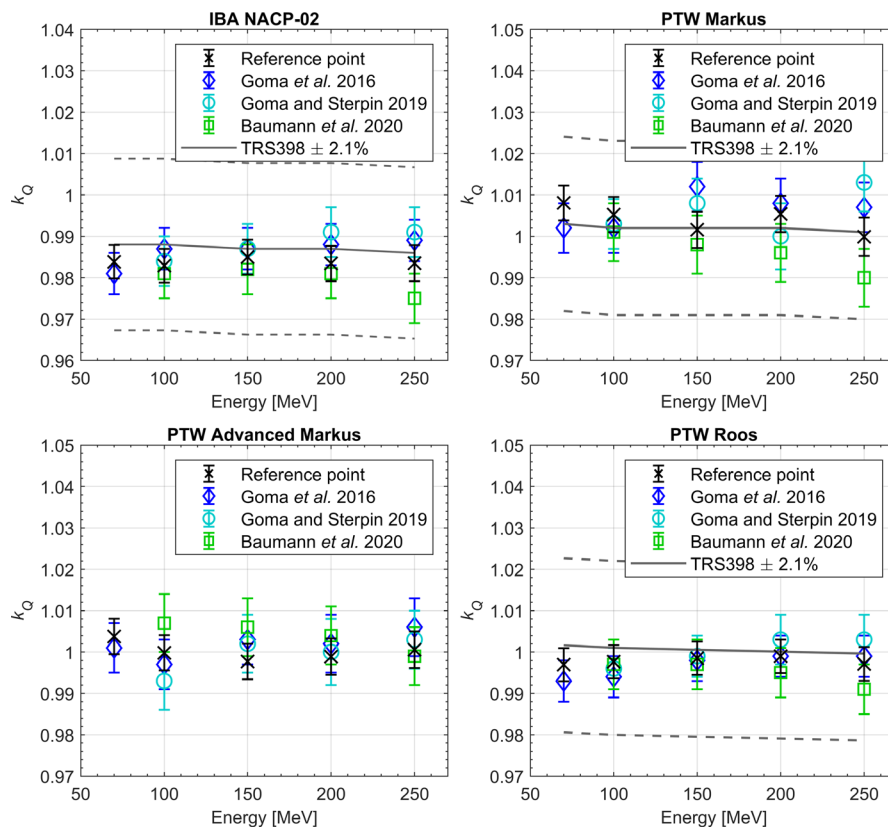 IBA NACP-02
1.04
1.03
1.02
1.01
1
0.99
0.98
0.97
0.96
k_Q
Reference point
Goma et al. 2016
Goma and Sterpin 2019
Baumann et al. 2020
TRS398 ± 2.1%
50 100 150 200 250
Energy [MeV]
PTW Markus
1.05
1.04
1.03
1.02
1.01
1
0.99
0.98
0.97
k_Q
Reference point
Goma et al. 2016
Goma and Sterpin 2019
Baumann et al. 2020
TRS398 ± 2.1%
50 100 150 200 250
Energy [MeV]
PTW Advanced Markus
1.05
1.04
1.03
1.02
1.01
1
0.99
0.98
0.97
k_Q
Reference point
Goma et al. 2016
Goma and Sterpin 2019
Baumann et al. 2020
50 100 150 200 250
Energy [MeV]
PTW Roos
1.05
1.04
1.03
1.02
1.01
1
0.99
0.98
0.97
k_Q
Reference point
Goma et al. 2016
Goma and Sterpin 2019
Baumann et al. 2020
TRS398 ± 2.1%
50 100 150 200 250
Energy [MeV]